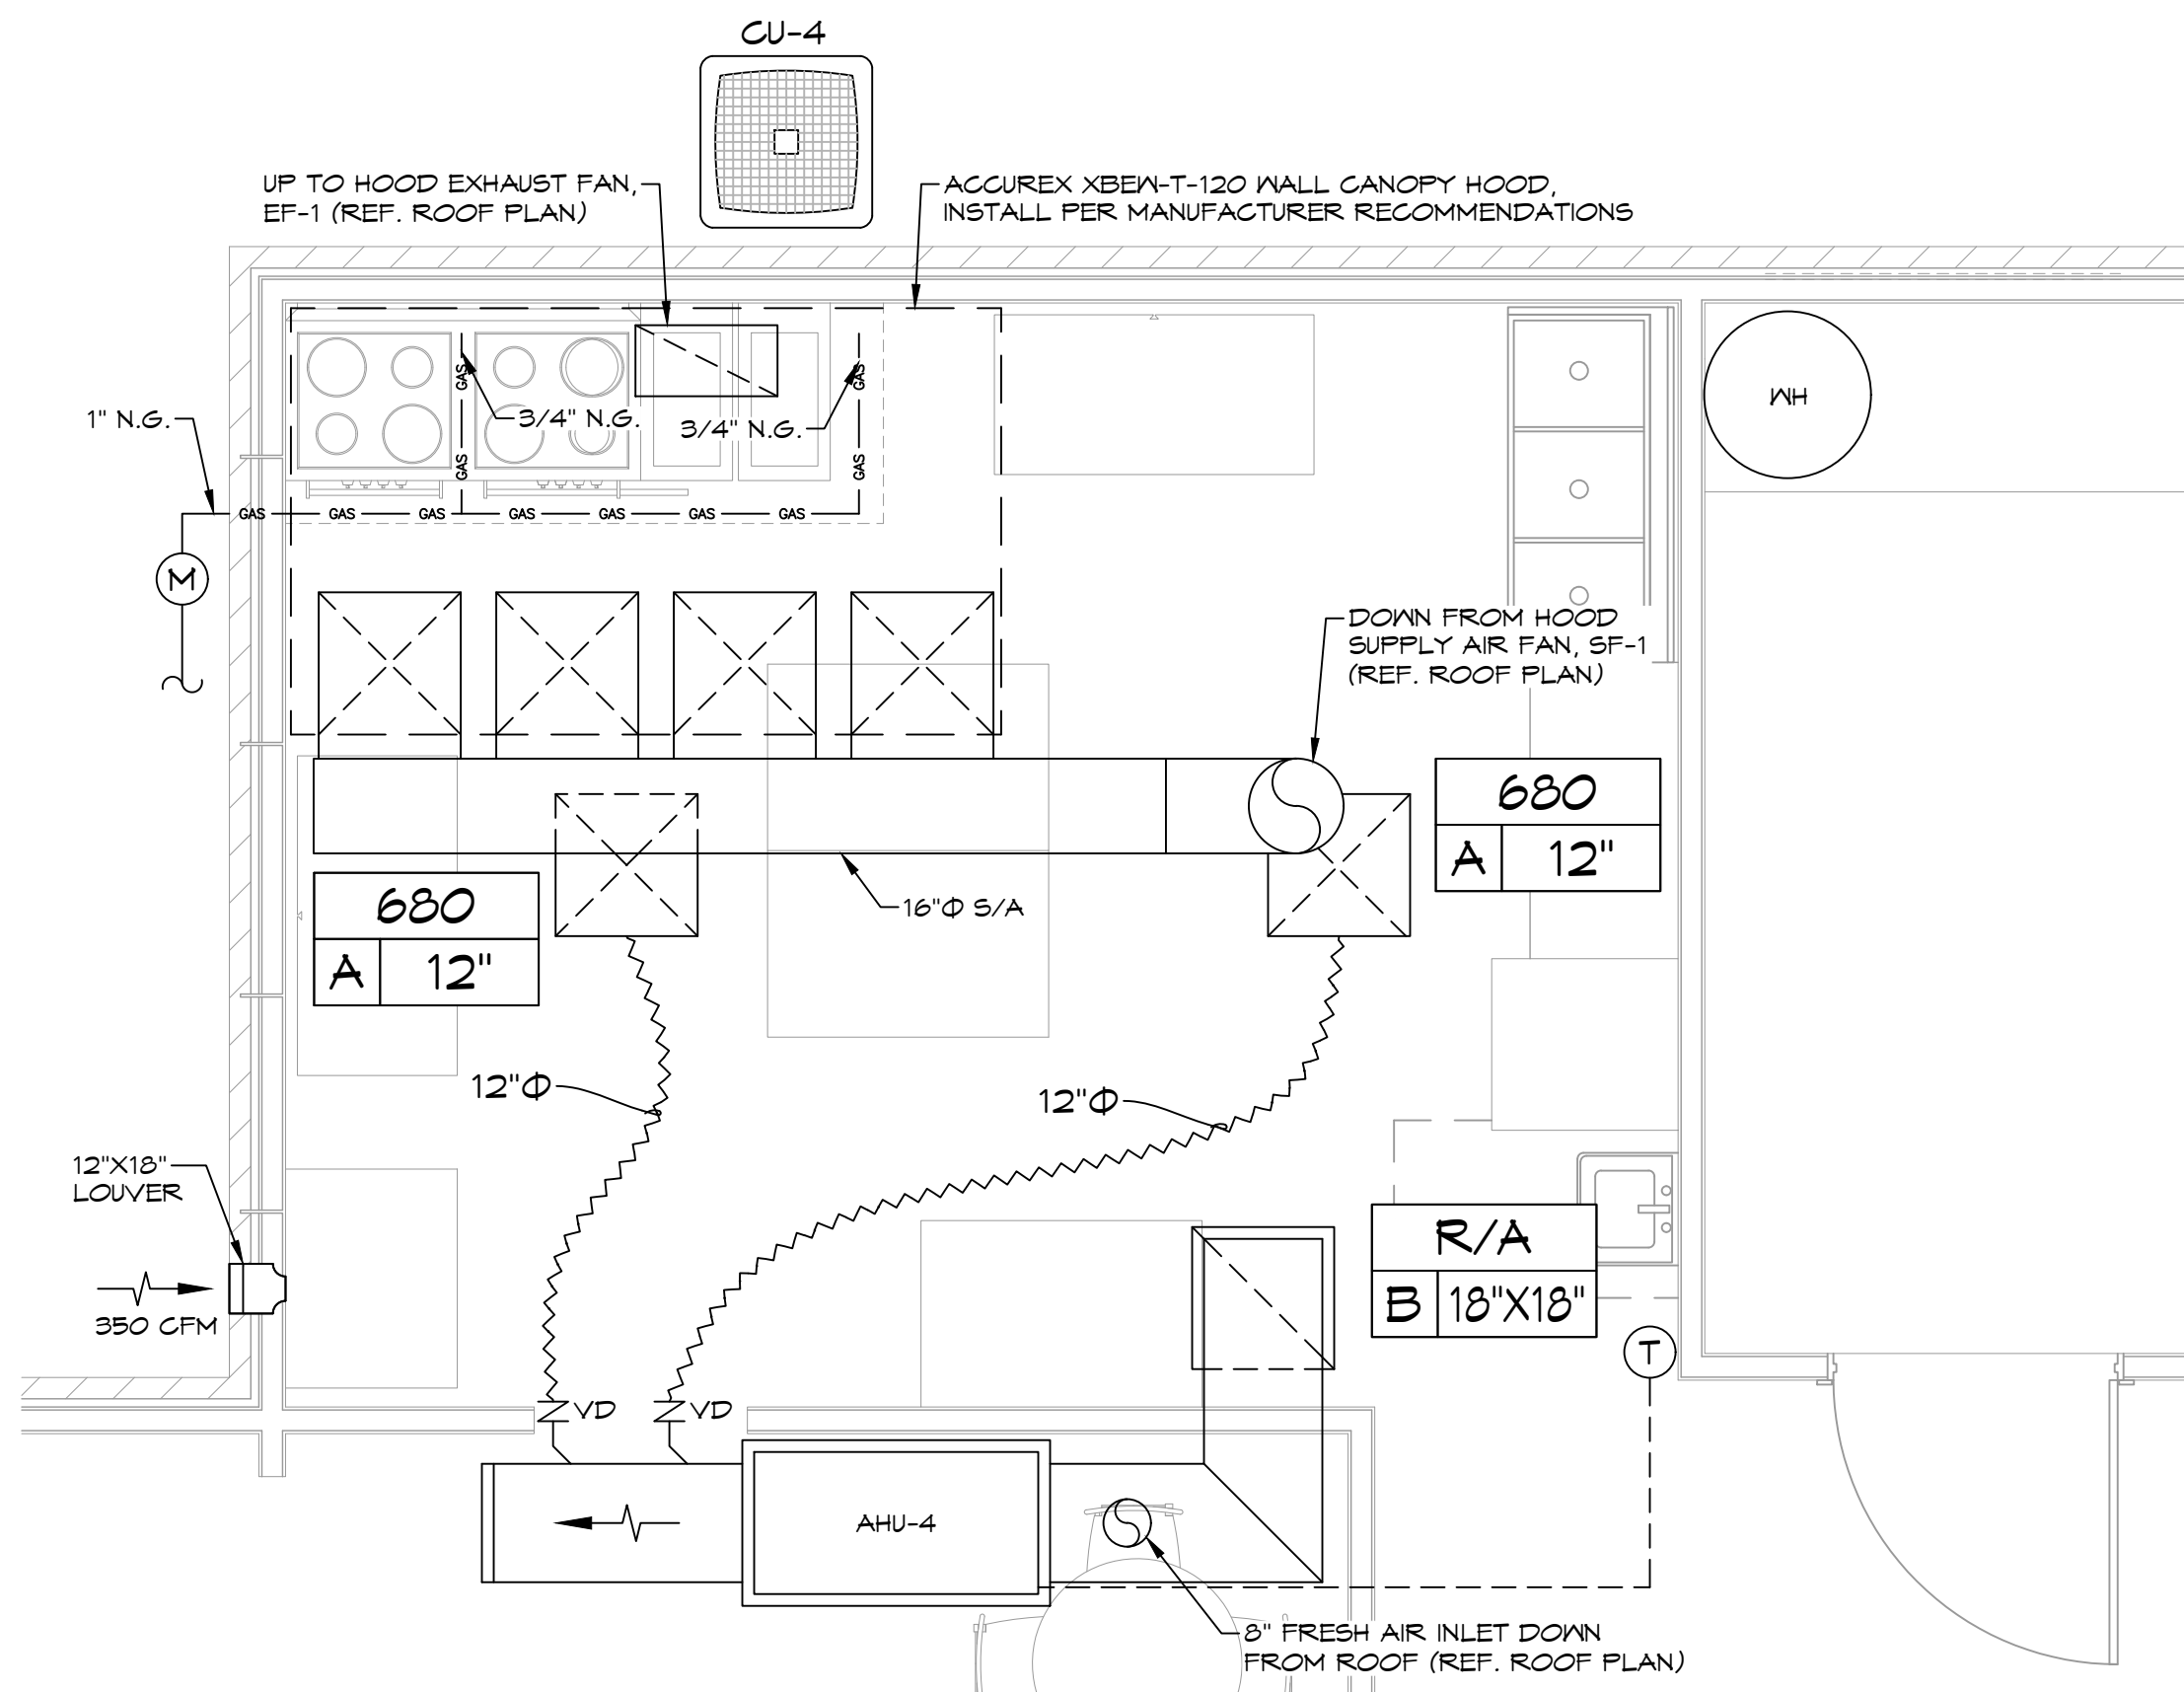 CU-4
UP TO HOOD EXHAUST FAN,
EF-1 (REF. ROOF PLAN)
ACCUREX XBEW-T-120 WALL CANOPY HOOD,
INSTALL PER MANUFACTURER RECOMMENDATIONS
GAS
GAS
WH
1" N.G.
3/4" N.G.
3/4" N.G.
GAS
GAS
GAS
GAS
GAS
GAS
GAS
GAS
GAS
M
DOWN FROM HOOD
SUPPLY AIR FAN, SF-1
(REF. ROOF PLAN)
680
A
12"
680
A
12"
16"Φ S/A
12"Φ
12"Φ
12"X18"
LOUVER
350 CFM
R/A
B
18"X18"
T
VD
VD
AHU-4
8" FRESH AIR INLET DOWN
FROM ROOF (REF. ROOF PLAN)